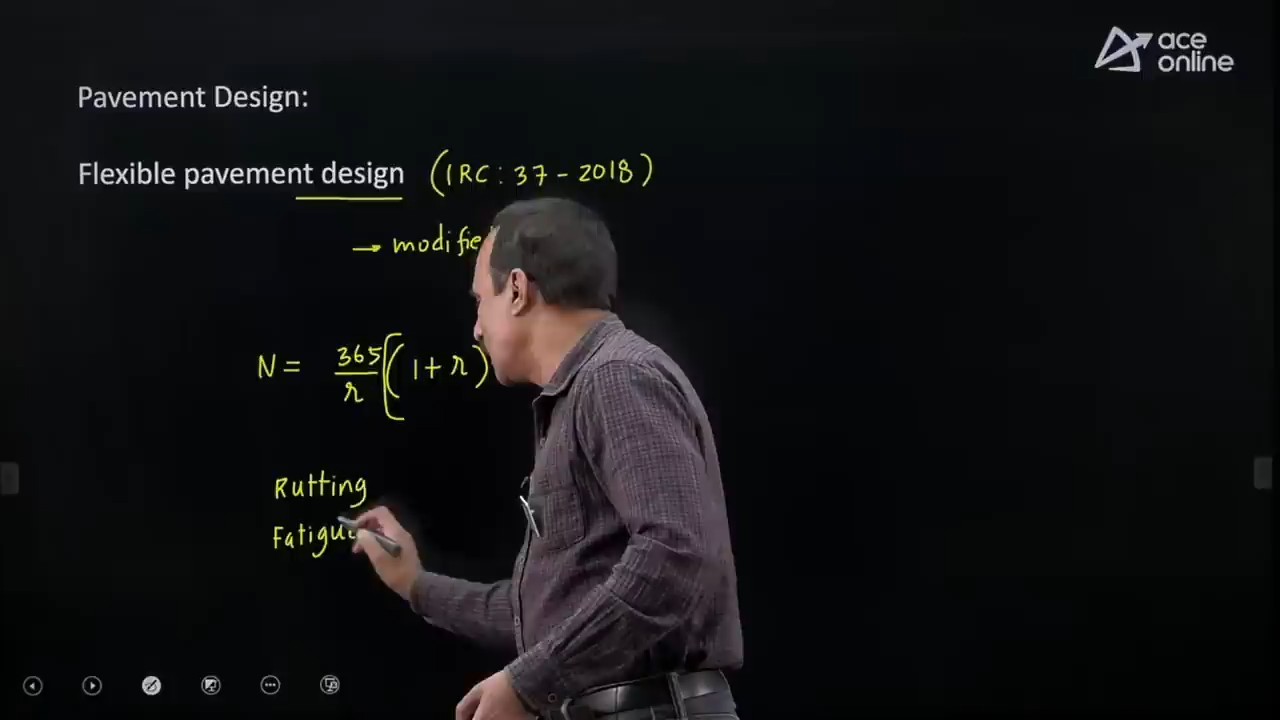 ace
online
Pavement Design:
Flexible pavement design (IRC : 37 - 2018)
→ modifie
N = 365/r [(1 + r)
Rutting
Fatigu